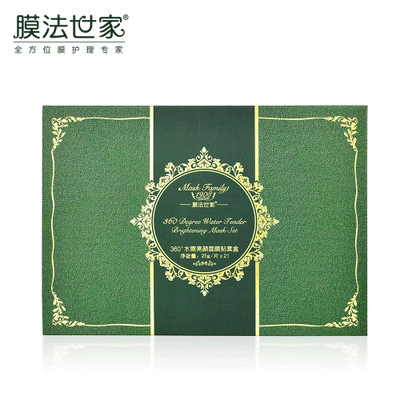 膜法世家®
全方位膜护理专家
Mask Family
1908
膜法世家®
360 Degree Water Tender
Brightening Mask Set
360°水嫩亮颜面膜贴真盒
净含量：25g/片×21